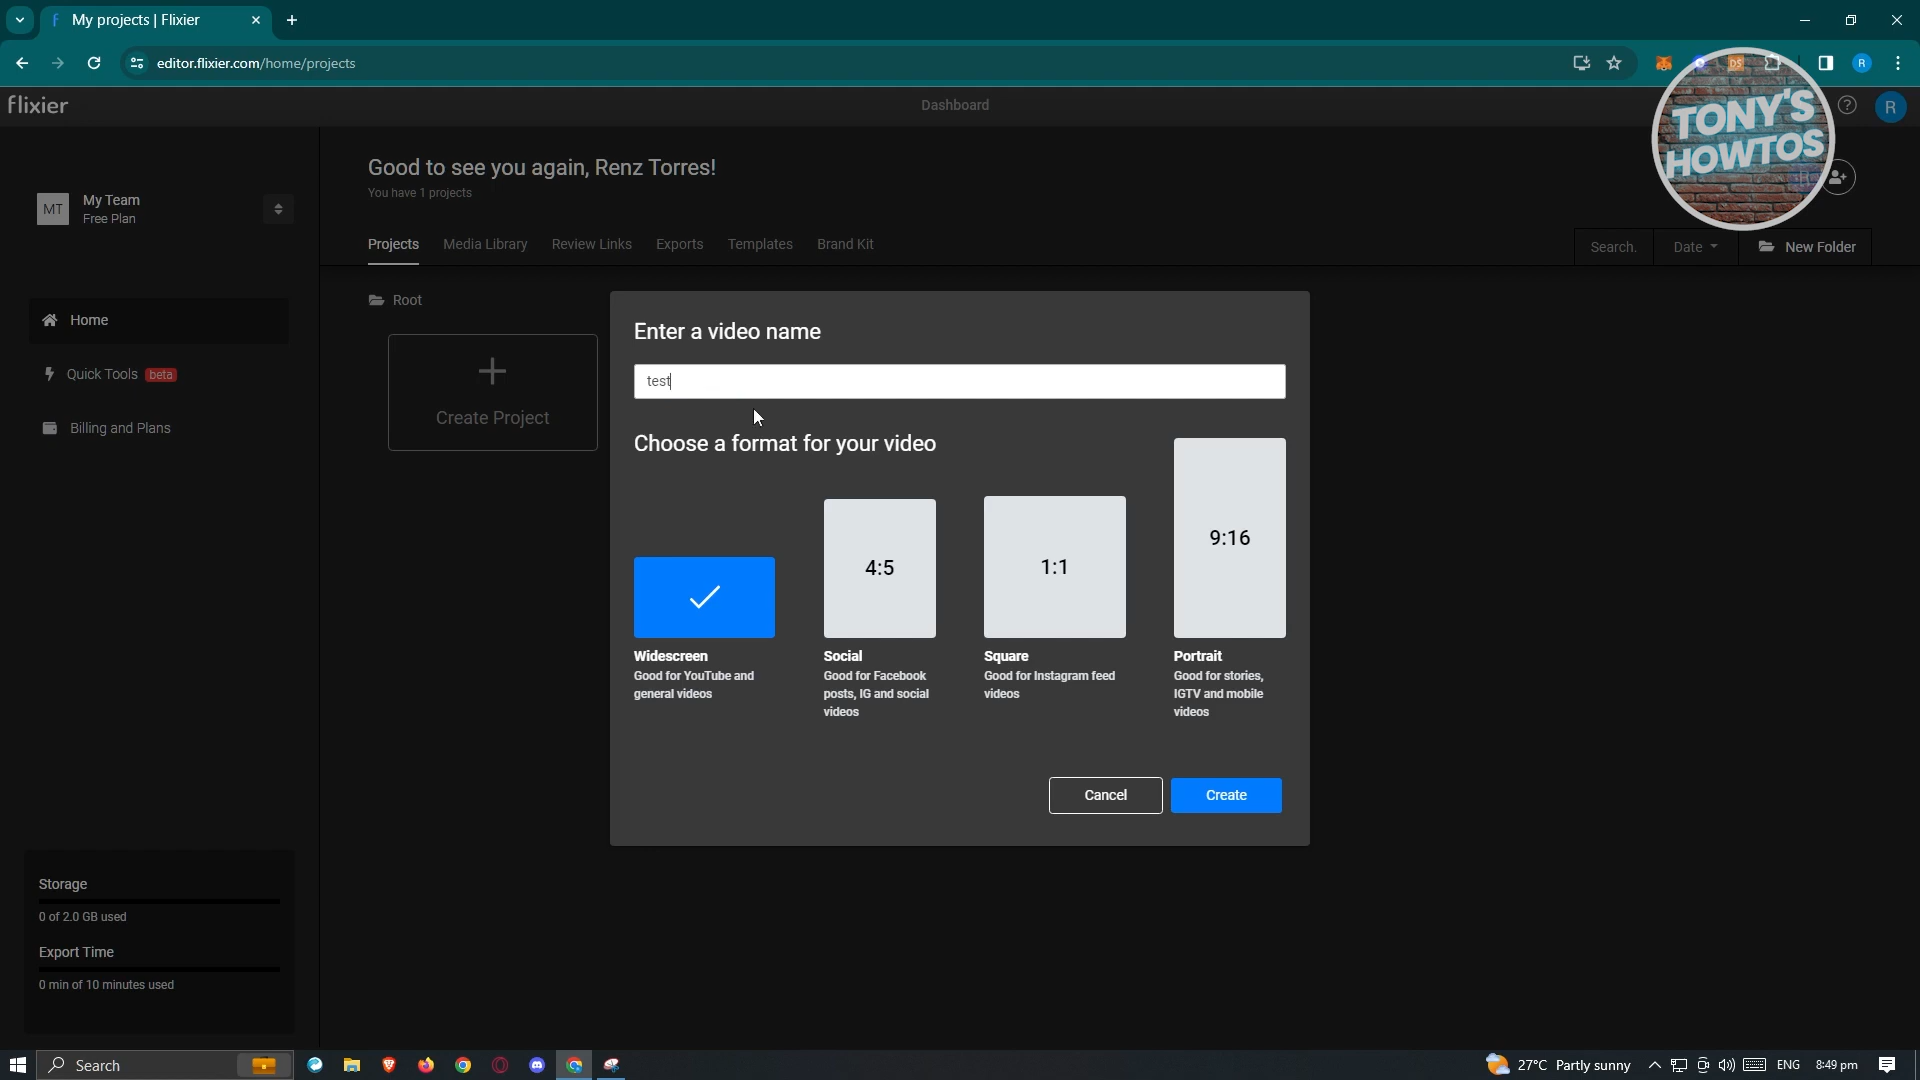 My projects | Flixier
editor.flixier.com/home/projects
DS
R
TONY'S
HOWTOS
flixier
Dashboard
R
Good to see you again, Renz Torres!
You have 1 projects
MT
My Team
Free Plan
Projects
Media Library
Review Links
Exports
Templates
Brand Kit
Search.
Date
New Folder
Root
Home
Quick Tools beta
Billing and Plans
Create Project
Enter a video name
test
Choose a format for your video
4:5
1:1
9:16
Widescreen
Good for YouTube and
general videos
Social
Good for Facebook
posts, IG and social
videos
Square
Good for Instagram feed
videos
Portrait
Good for stories,
IGTV and mobile
videos
Cancel
Create
Storage
0 of 2.0 GB used
Export Time
0 min of 10 minutes used
Search
27°C Partly sunny
ENG
8:49 pm